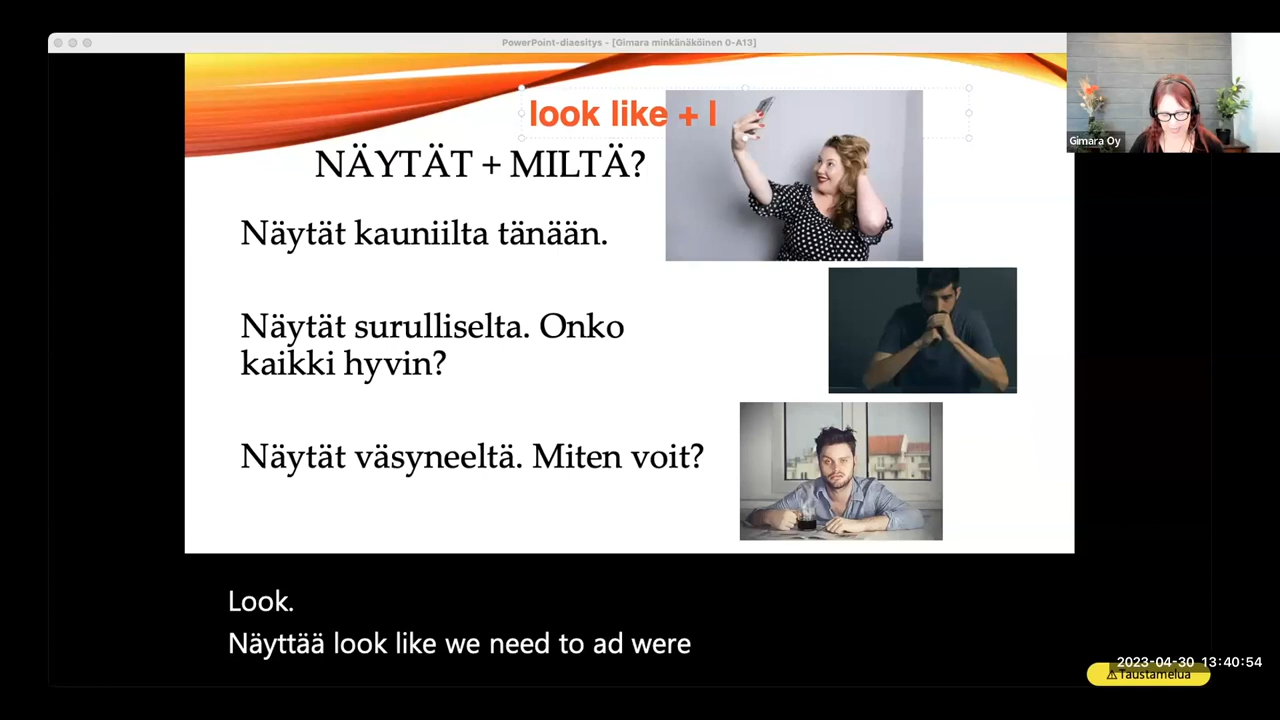 PowerPoint-diaesitys - [Gimara minkänäköinen 0-A13]
look like + l
NÄYTÄT + MILTÄ?
Näytät kauniilta tänään.
Näytät surulliselta. Onko
kaikki hyvin?
Näytät väsyneeltä. Miten voit?
Gimara Oy
Look.
Näyttää look like we need to ad were
2023-04-30 13:40:54
⚠Taustamelua